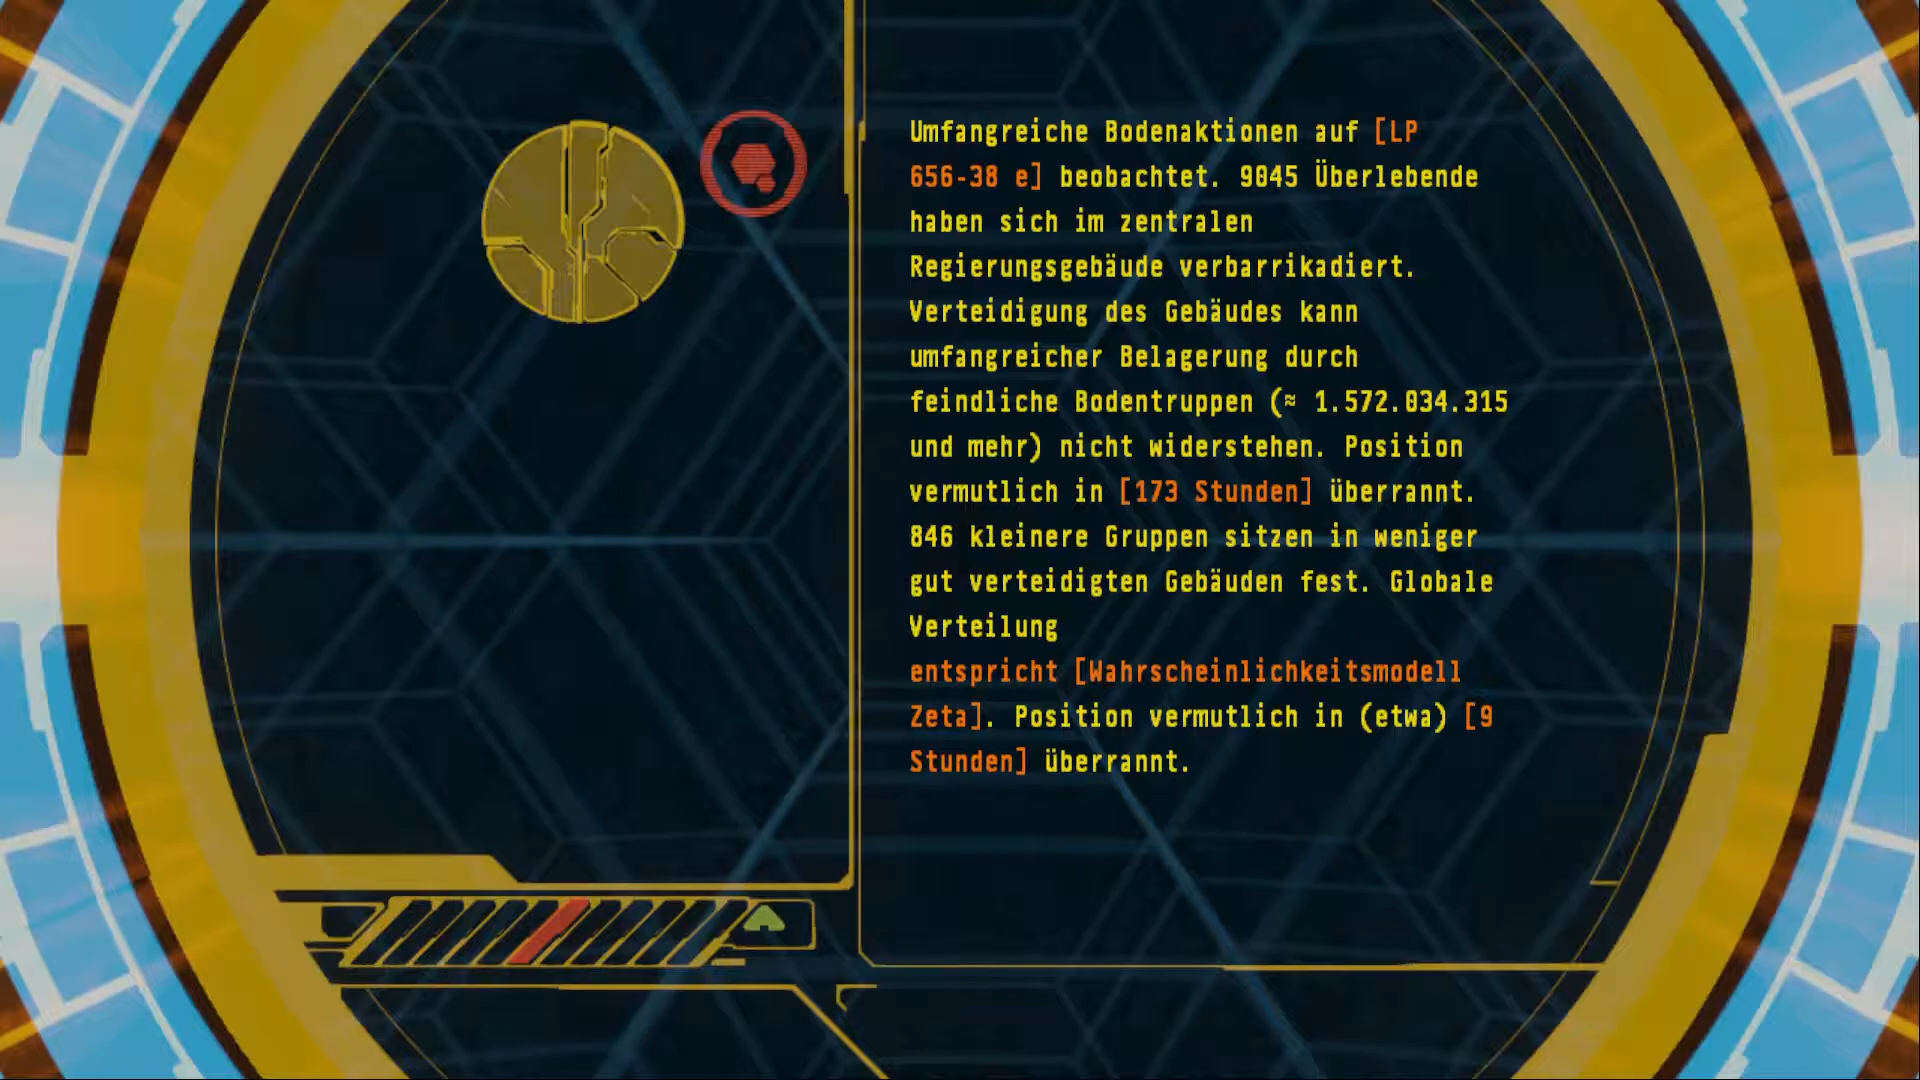 Umfangreiche Bodenaktionen auf [LP
656-38 e] beobachtet. 9045 Überlebende
haben sich im zentralen
Regierungsgebäude verbarrikadiert.
Verteidigung des Gebäudes kann
umfangreicher Belagerung durch
feindliche Bodentruppen (≈ 1.572.034.315
und mehr) nicht widerstehen. Position
vermutlich in [173 Stunden] überrannt.
846 kleinere Gruppen sitzen in weniger
gut verteidigten Gebäuden fest. Globale
Verteilung
entspricht [Wahrscheinlichkeitsmodell
Zeta]. Position vermutlich in (etwa) [9
Stunden] überrannt.